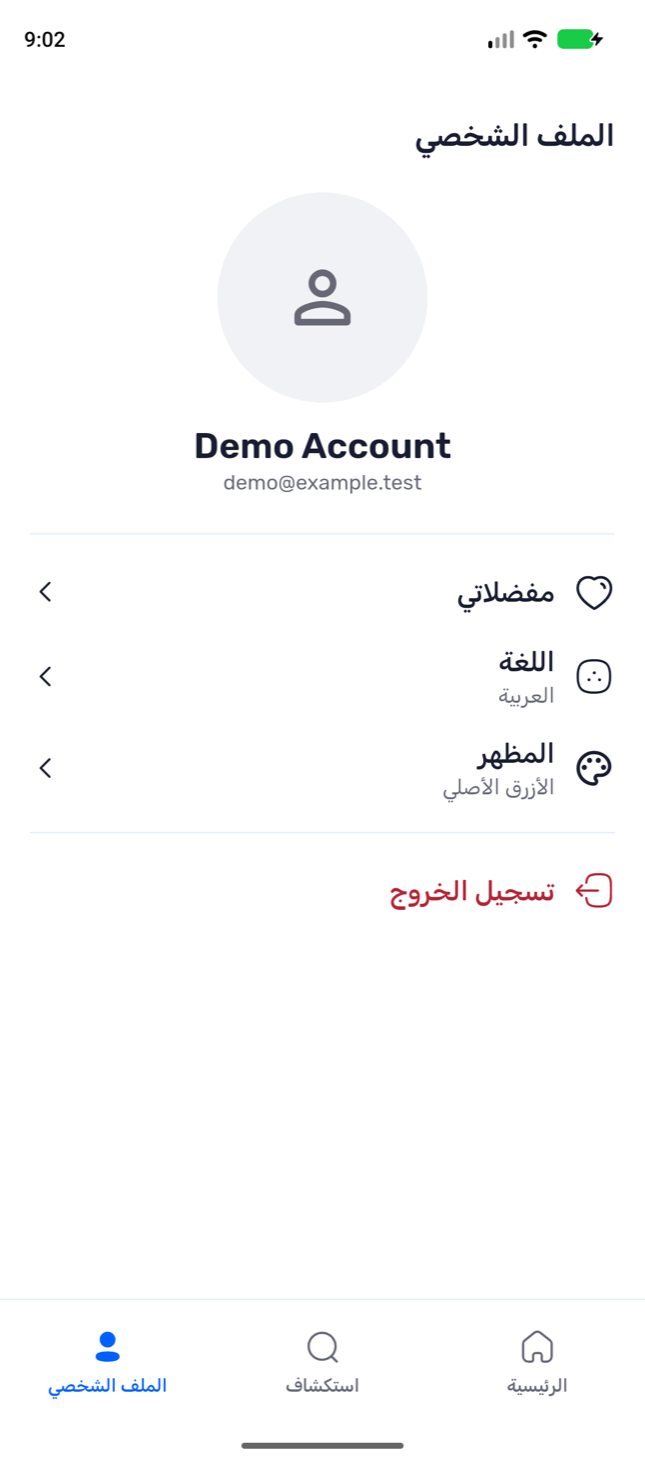 9:02
الملف الشخصي
Demo Account
demo@example.test
مفضلاتي
اللغة
العربية
المظهر
الأزرق الأصلي
تسجيل الخروج
الرئيسية
استكشاف
الملف الشخصي